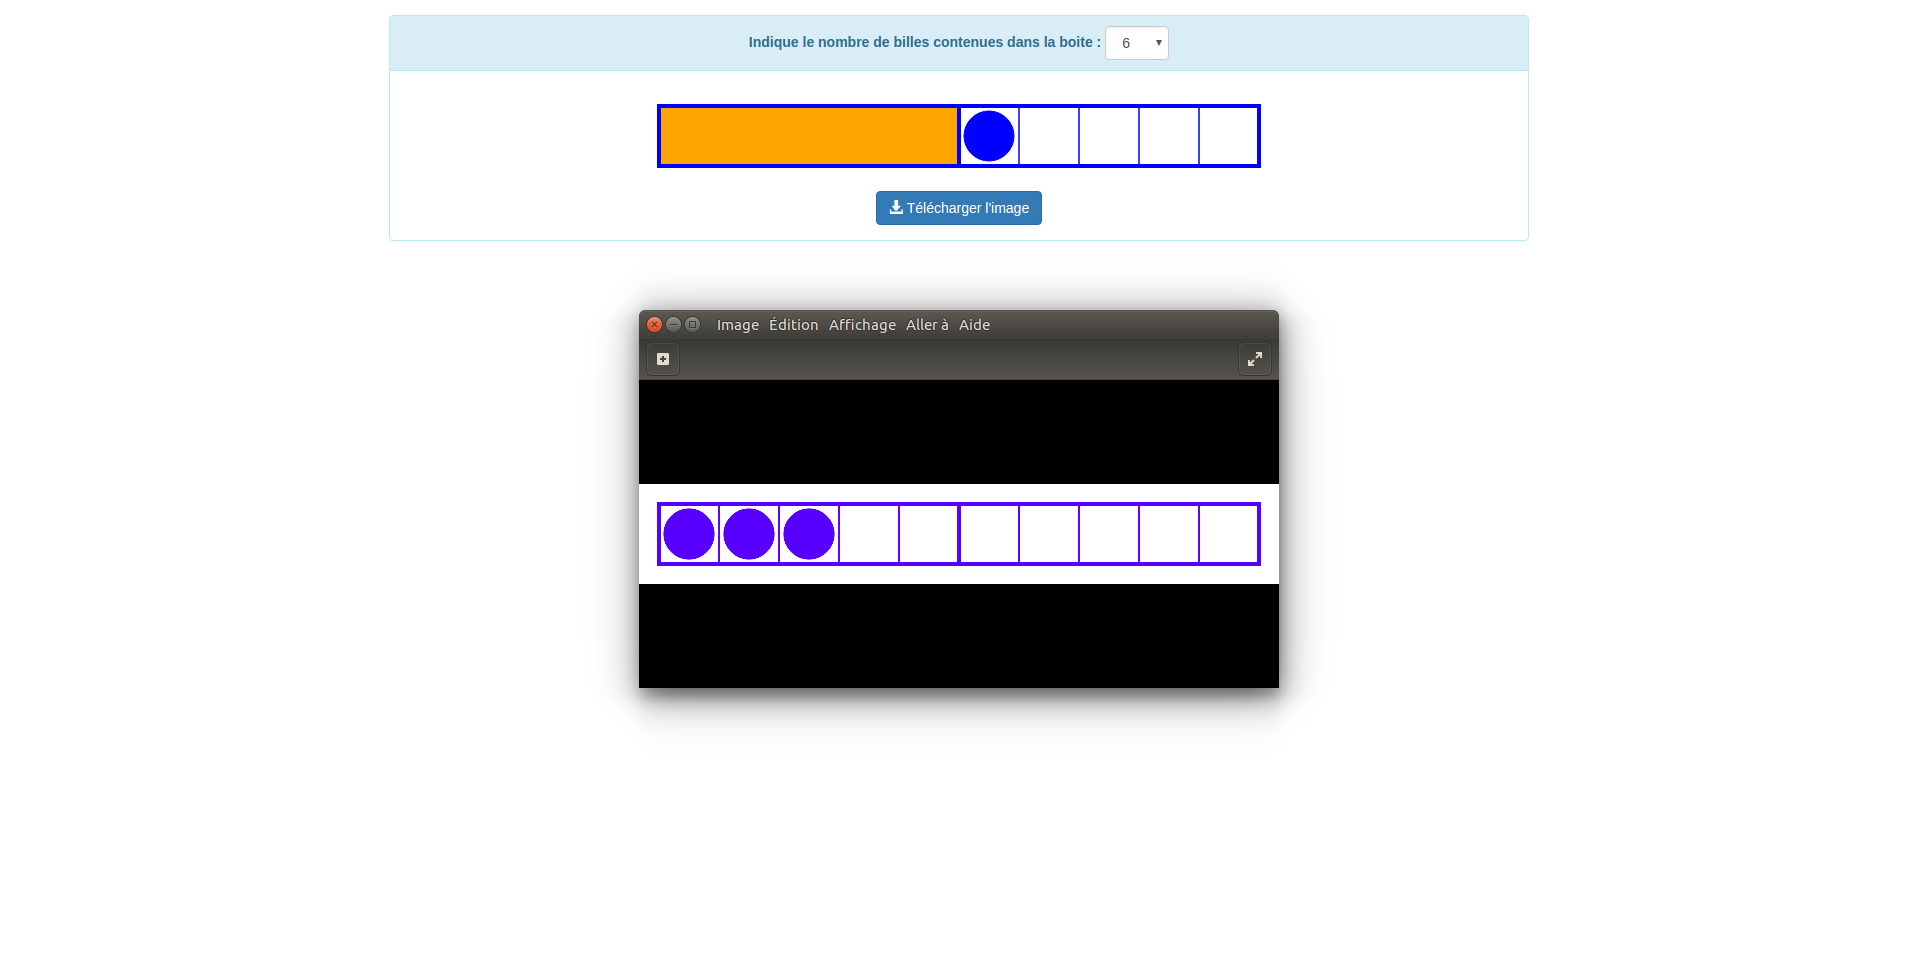 Indique le nombre de billes contenues dans la boite : 6
Télécharger l'image
Image Édition Affichage Aller à Aide